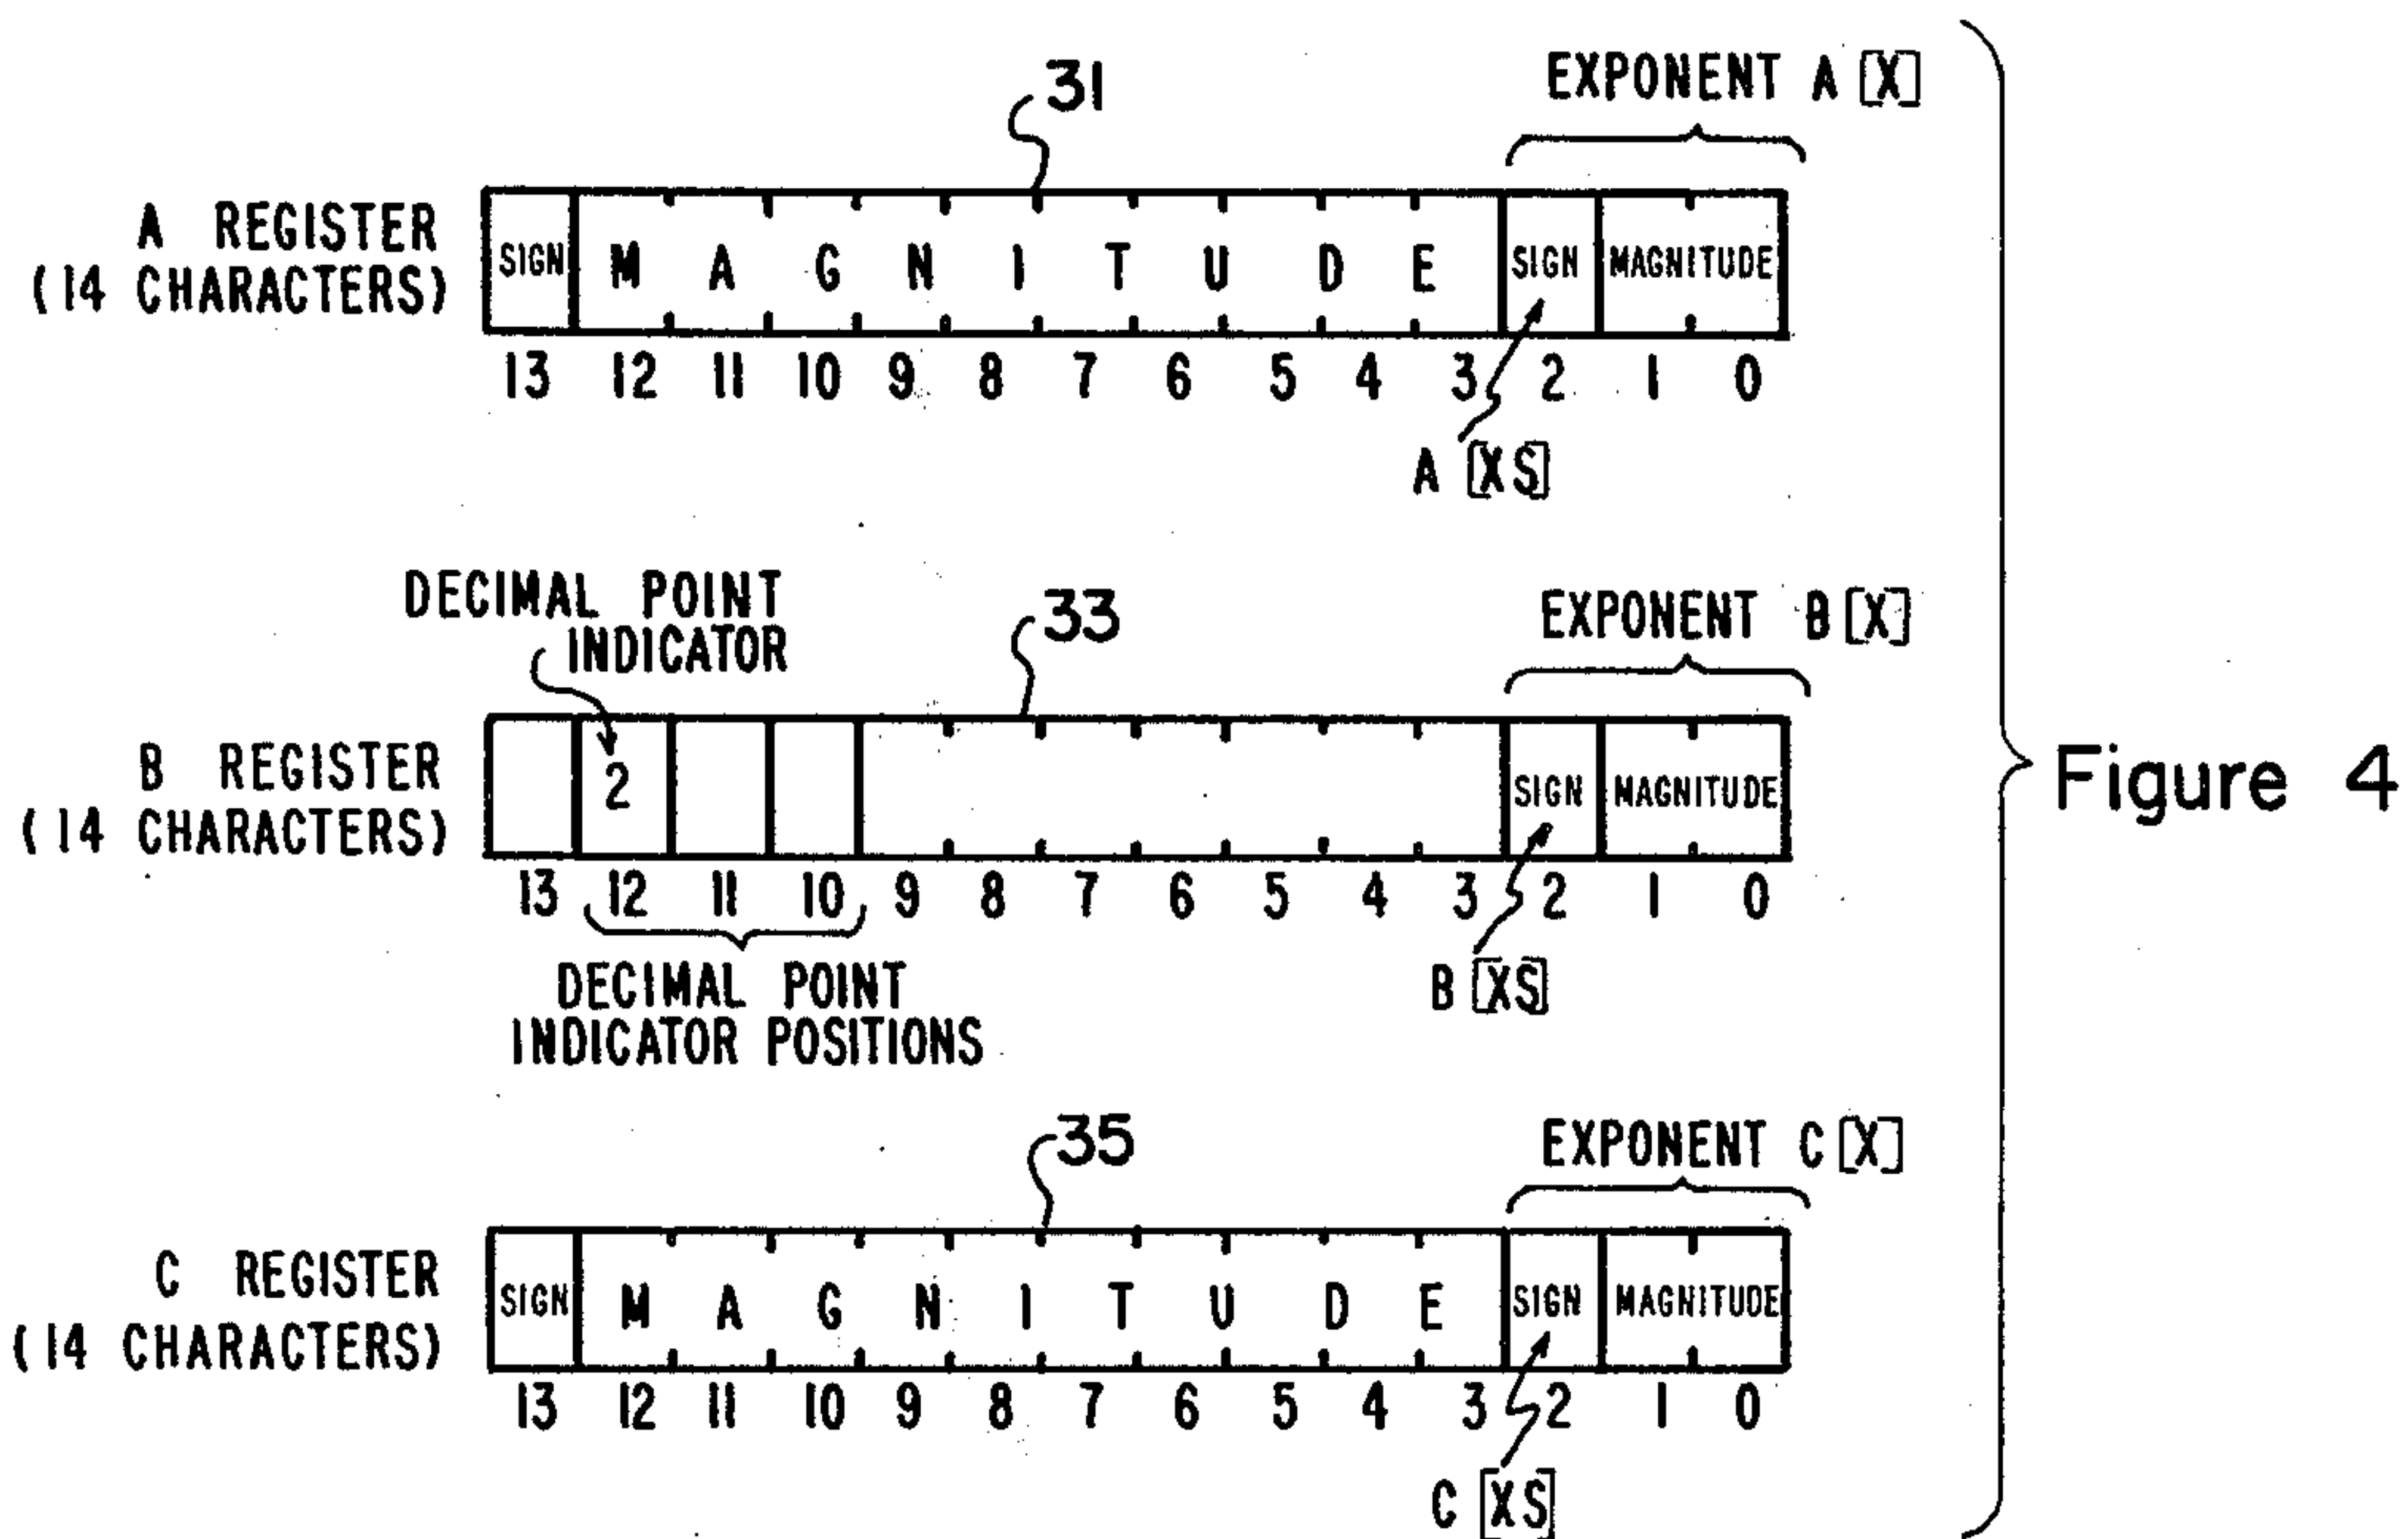 31
EXPONENT A [X]
A REGISTER
(14 CHARACTERS)
SIGN M A G N I T U D E SIGN MAGNITUDE
13 12 11 10 9 8 7 6 5 4 3 2 1 0
A [XS]
DECIMAL POINT
INDICATOR
33
EXPONENT B [X]
B REGISTER
(14 CHARACTERS)
2 SIGN MAGNITUDE
13 12 11 10 9 8 7 6 5 4 3 2 1 0
DECIMAL POINT
INDICATOR POSITIONS
B [XS]
Figure 4
35
EXPONENT C [X]
C REGISTER
(14 CHARACTERS)
SIGN M A G N I T U D E SIGN MAGNITUDE
13 12 11 10 9 8 7 6 5 4 3 2 1 0
C [XS]